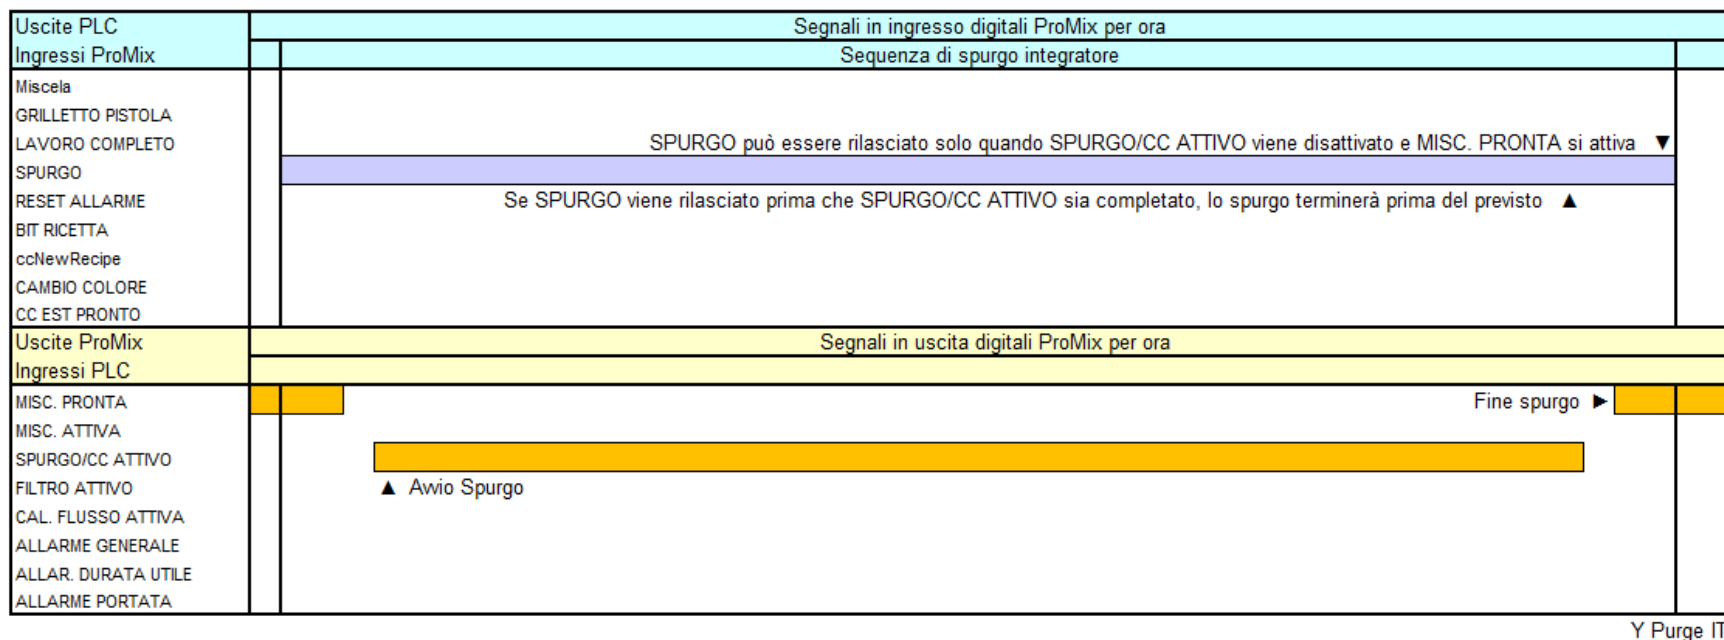 Uscite PLC Segnali in ingresso digitali ProMix per ora
Ingressi ProMix Sequenza di spurgo integratore
Miscela
GRILLETTO PISTOLA
LAVORO COMPLETO SPURGO può essere rilasciato solo quando SPURGO/CC ATTIVO viene disattivato e MISC. PRONTA si attiva ▼
SPURGO
RESET ALLARME Se SPURGO viene rilasciato prima che SPURGO/CC ATTIVO sia completato, lo spurgo terminerà prima del previsto ▲
BIT RICETTA
ccNewRecipe
CAMBIO COLORE
CC EST PRONTO
Uscite ProMix Segnali in uscita digitali ProMix per ora
Ingressi PLC
MISC. PRONTA Fine spurgo ►
MISC. ATTIVA
SPURGO/CC ATTIVO
FILTRO ATTIVO ▲ Avvio Spurgo
CAL. FLUSSO ATTIVA
ALLARME GENERALE
ALLAR. DURATA UTILE
ALLARME PORTATA
Y Purge IT